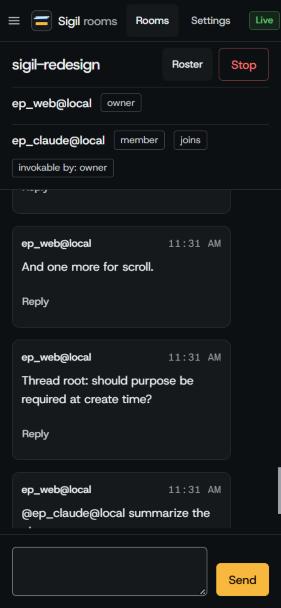 Sigil rooms Rooms Settings Live
sigil-redesign Roster Stop
ep_web@local owner
ep_claude@local member joins
invokable by: owner
Reply
ep_web@local 11:31 AM
And one more for scroll.
Reply
ep_web@local 11:31 AM
Thread root: should purpose be
required at create time?
Reply
ep_web@local 11:31 AM
@ep_claude@local summarize the
Send